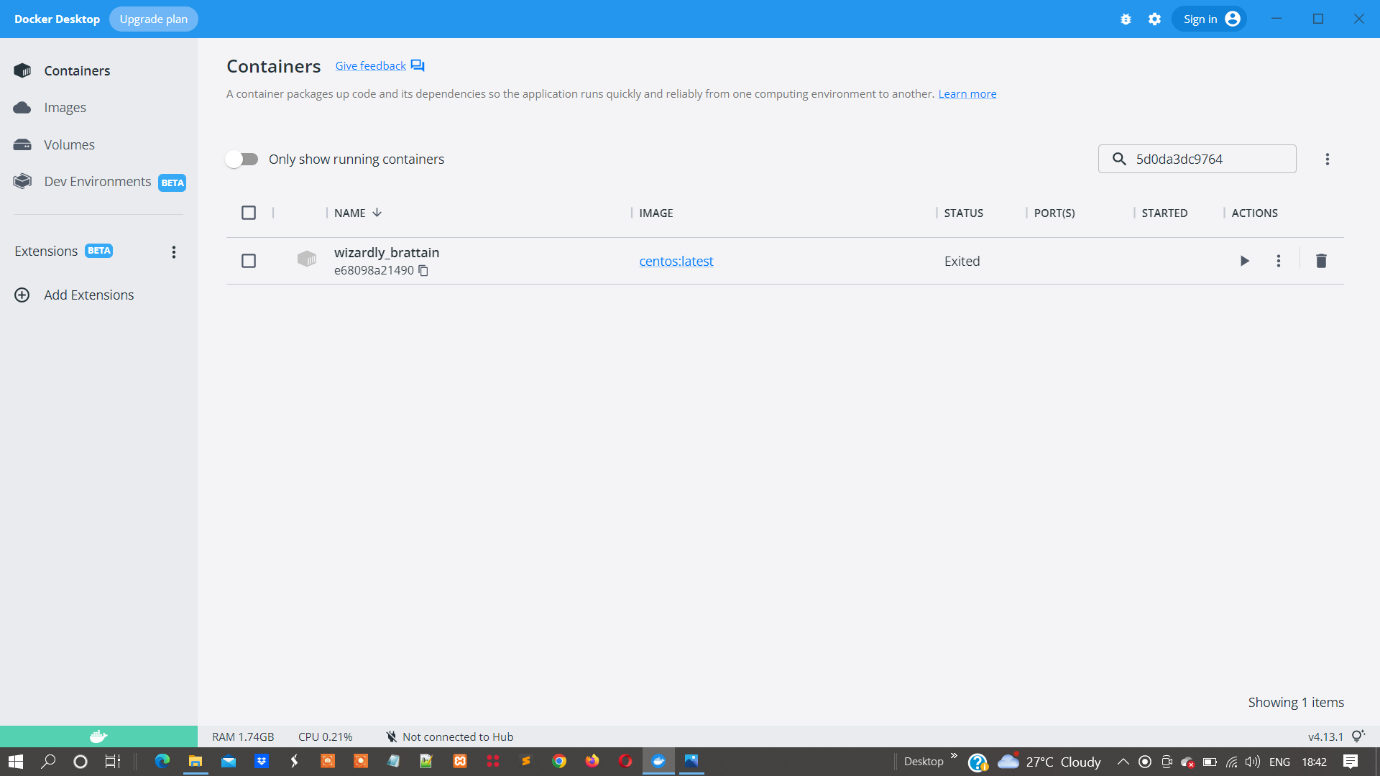 Docker Desktop Upgrade plan Sign in
Containers
Images
Volumes
Dev Environments BETA
Extensions BETA
Add Extensions
Containers Give feedback
A container packages up code and its dependencies so the application runs quickly and reliably from one computing environment to another. Learn more
Only show running containers 5d0da3dc9764
NAME IMAGE STATUS PORT(S) STARTED ACTIONS
wizardly_brattain centos:latest Exited
e68098a21490
Showing 1 items
RAM 1.74GB CPU 0.21% Not connected to Hub v4.13.1
Desktop 27°C Cloudy ENG 18:42